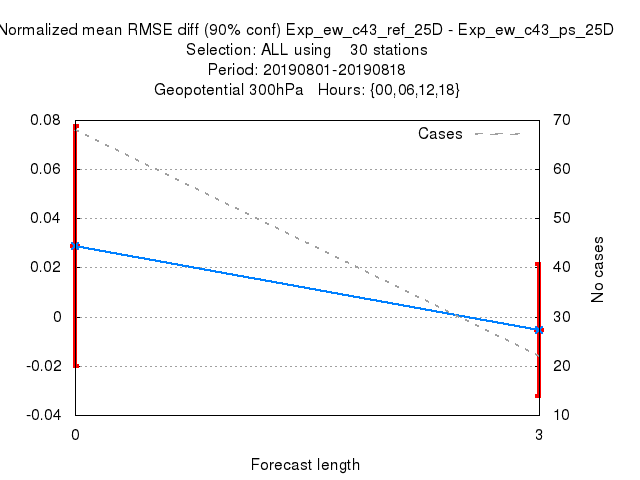 Normalized mean RMSE diff (90% conf) Exp_ew_c43_ref_25D - Exp_ew_c43_ps_25D
Selection: ALL using 30 stations
Period: 20190801-20190818
Geopotential 300hPa Hours: {00,06,12,18}
Cases
0.08
0.06
0.04
0.02
0
-0.02
-0.04
70
60
50
40
30
20
10
No cases
0 3
Forecast length